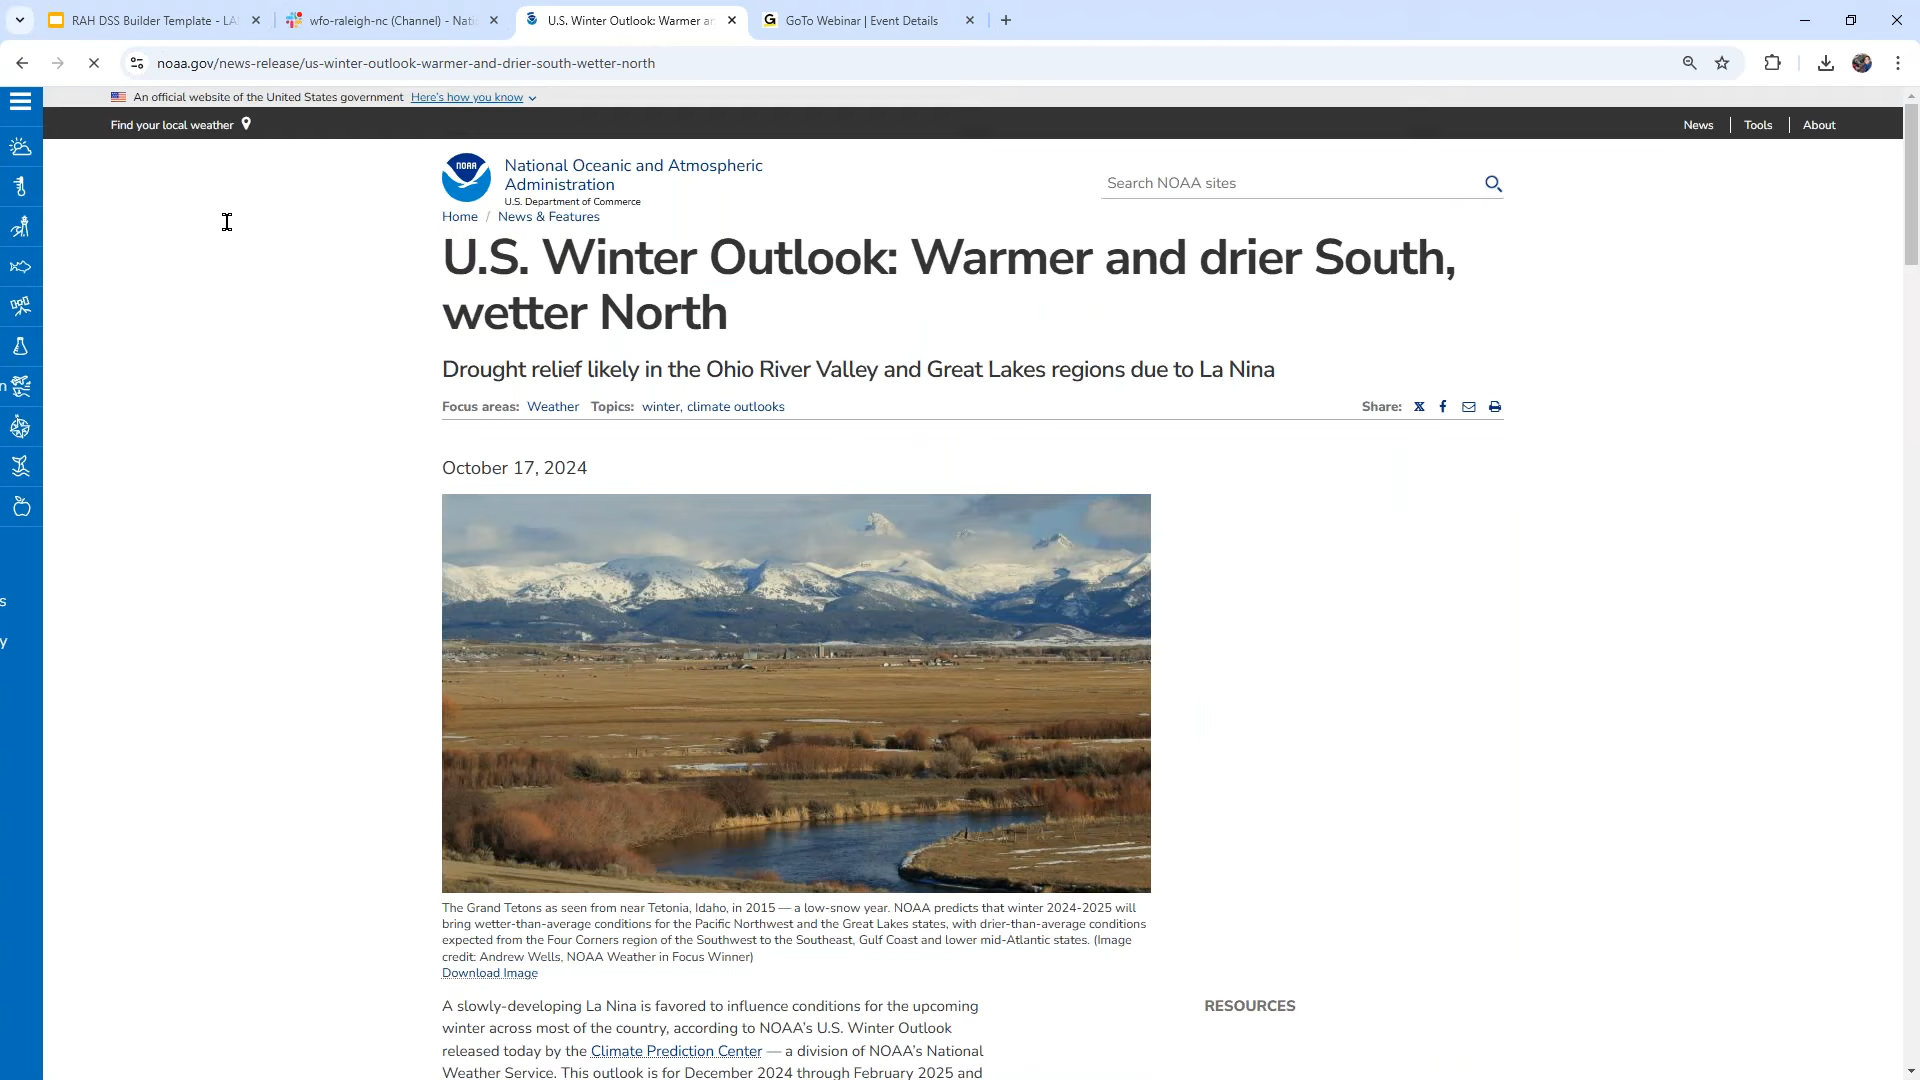 RAH DSS Builder Template - LA
wfo-raleigh-nc (Channel) - Nati
U.S. Winter Outlook: Warmer an
GoTo Webinar | Event Details
noaa.gov/news-release/us-winter-outlook-warmer-and-drier-south-wetter-north
An official website of the United States government Here's how you know
Find your local weather
News
Tools
About
NOAA
National Oceanic and Atmospheric
Administration
U.S. Department of Commerce
Search NOAA sites
Home / News & Features
U.S. Winter Outlook: Warmer and drier South,
wetter North
Drought relief likely in the Ohio River Valley and Great Lakes regions due to La Nina
Focus areas: Weather Topics: winter, climate outlooks
Share:
October 17, 2024
n
s
y
The Grand Tetons as seen from near Tetonia, Idaho, in 2015 — a low-snow year. NOAA predicts that winter 2024-2025 will
bring wetter-than-average conditions for the Pacific Northwest and the Great Lakes states, with drier-than-average conditions
expected from the Four Corners region of the Southwest to the Southeast, Gulf Coast and lower mid-Atlantic states. (Image
credit: Andrew Wells, NOAA Weather in Focus Winner)
Download Image
A slowly-developing La Nina is favored to influence conditions for the upcoming
winter across most of the country, according to NOAA's U.S. Winter Outlook
released today by the Climate Prediction Center — a division of NOAA's National
Weather Service. This outlook is for December 2024 through February 2025 and
RESOURCES